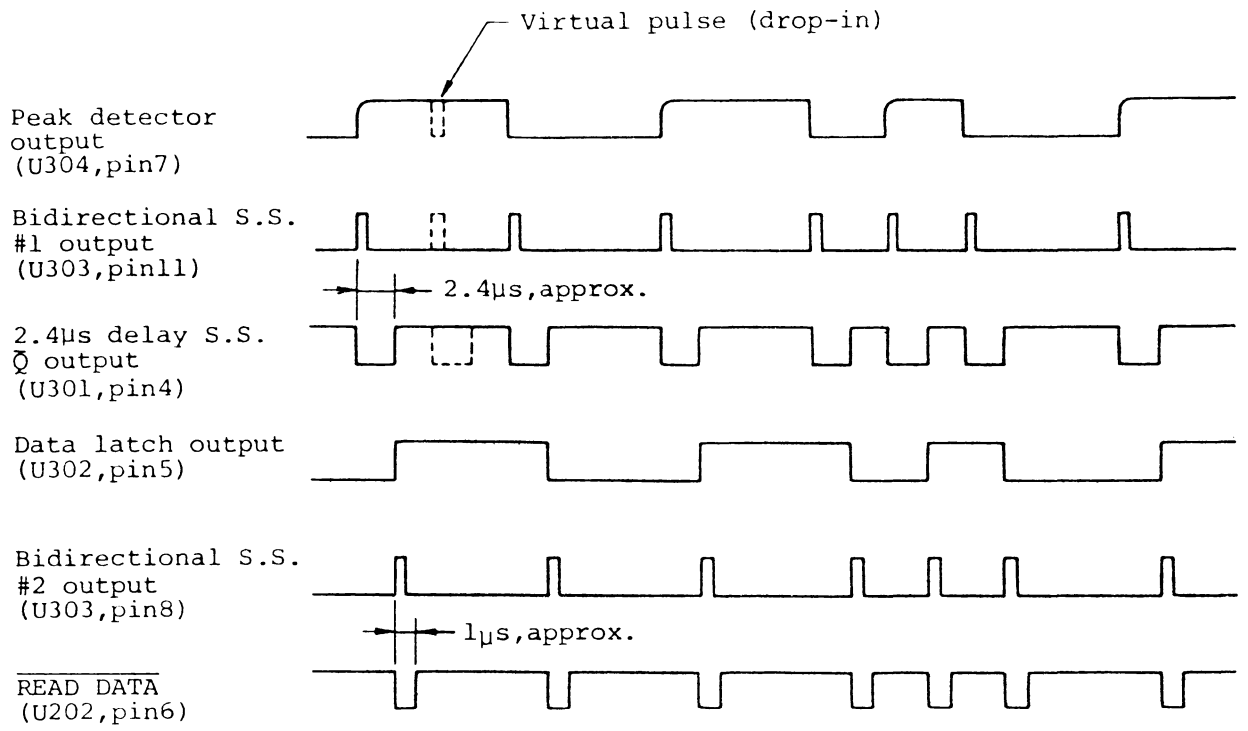 Virtual pulse (drop-in)
Peak detector
output
(U304,pin7)
Bidirectional S.S.
#1 output
(U303,pin11)
2.4µs,approx.
2.4µs delay S.S.
Q̄ output
(U301,pin4)
Data latch output
(U302,pin5)
Bidirectional S.S.
#2 output
(U303,pin8)
1µs,approx.
READ DATA
(U202,pin6)